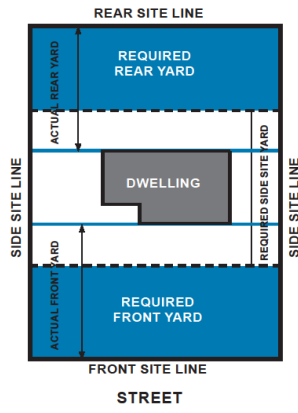 REAR SITE LINE
REQUIRED
REAR YARD
ACTUAL REAR YARD
DWELLING
SIDE SITE LINE
REQUIRED SIDE SITE YARD
SIDE SITE LINE
ACTUAL FRONT YARD
REQUIRED
FRONT YARD
FRONT SITE LINE
STREET